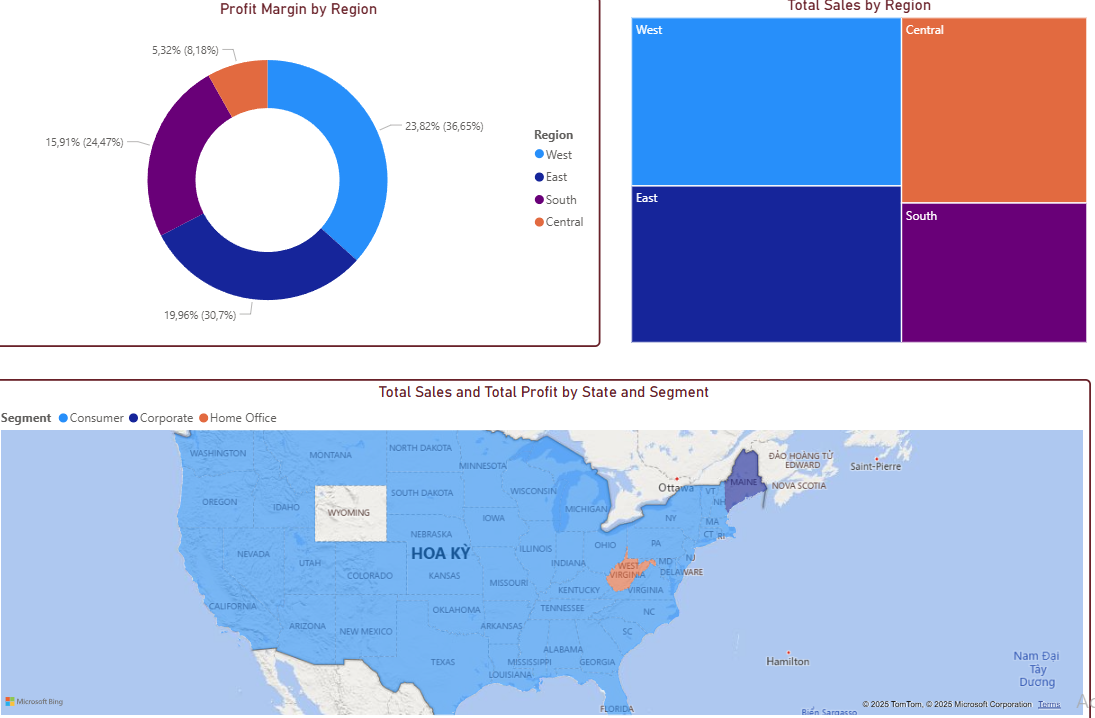 Profit Margin by Region
5,32% (8,18%)
23,82% (36,65%)
15,91% (24,47%)
19,96% (30,7%)
Region
West
East
South
Central
Total Sales by Region
West
Central
East
South
Total Sales and Total Profit by State and Segment
Segment Consumer Corporate Home Office
WASHINGTON
MONTANA
NORTH DAKOTA
MINNESOTA
OREGON
IDAHO
WYOMING
SOUTH DAKOTA
WISCONSIN
MICHIGAN
Ottawa
VT
NH
MAINE
ĐẢO HOÀNG TỬ
EDWARD
NOVA SCOTIA
Saint-Pierre
IOWA
NY
MA
CT
RI
NEBRASKA
NEVADA
UTAH
COLORADO
HOA KỲ
KANSAS
ILLINOIS
INDIANA
OHIO
PA
NJ
MD
DELAWARE
WEST
VIRGINIA
VIRGINIA
MISSOURI
KENTUCKY
CALIFORNIA
ARIZONA
NEW MEXICO
OKLAHOMA
ARKANSAS
TENNESSEE
NC
SC
TEXAS
MISSISSIPPI
ALABAMA
GEORGIA
LOUISIANA
FLORIDA
Hamilton
Nam Đại
Tây
Dương
Biển Sargasso
Microsoft Bing
© 2025 TomTom, © 2025 Microsoft Corporation Terms